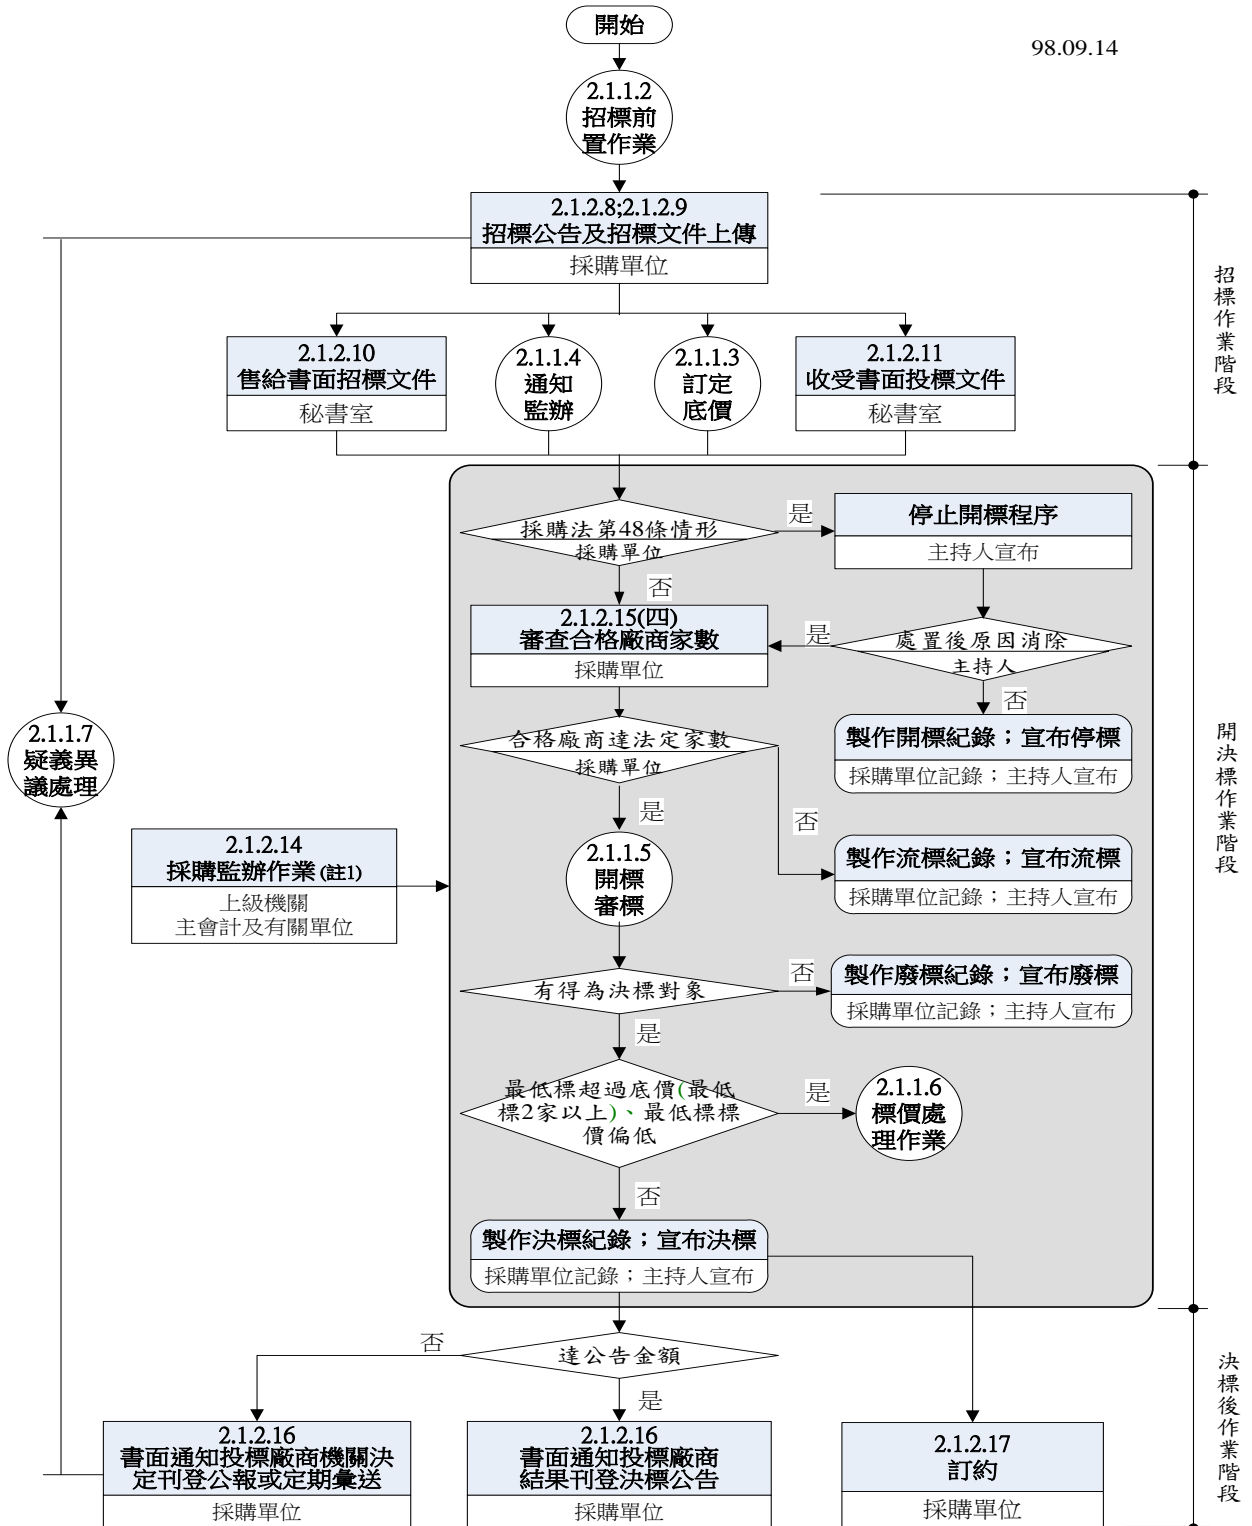 開始
98.09.14
2.1.1.2
招標前
置作業
2.1.2.8;2.1.2.9
招標公告及招標文件上傳
採購單位
招標作業階段
2.1.2.10
售給書面招標文件
秘書室
2.1.1.4
通知
監辦
2.1.1.3
訂定
底價
2.1.2.11
收受書面投標文件
秘書室
採購法第48條情形
採購單位
是
停止開標程序
主持人宣布
否
2.1.2.15(四)
審查合格廠商家數
採購單位
是
處置後原因消除
主持人
否
製作開標紀錄；宣布停標
採購單位記錄；主持人宣布
合格廠商達法定家數
採購單位
開決標作業階段
2.1.1.7
疑義異
議處理
是
否
2.1.2.14
採購監辦作業(註1)
上級機關
主會計及有關單位
2.1.1.5
開標
審標
製作流標紀錄；宣布流標
採購單位記錄；主持人宣布
有得為決標對象
否
製作廢標紀錄；宣布廢標
採購單位記錄；主持人宣布
是
最低標超過底價(最低
標2家以上)、最低標標
價偏低
是
2.1.1.6
標價處
理作業
否
製作決標紀錄；宣布決標
採購單位記錄；主持人宣布
達公告金額
否
是
決標後作業階段
2.1.2.16
書面通知投標廠商機關決
定刊登公報或定期彙送
採購單位
2.1.2.16
書面通知投標廠商
結果刊登決標公告
採購單位
2.1.2.17
訂約
採購單位